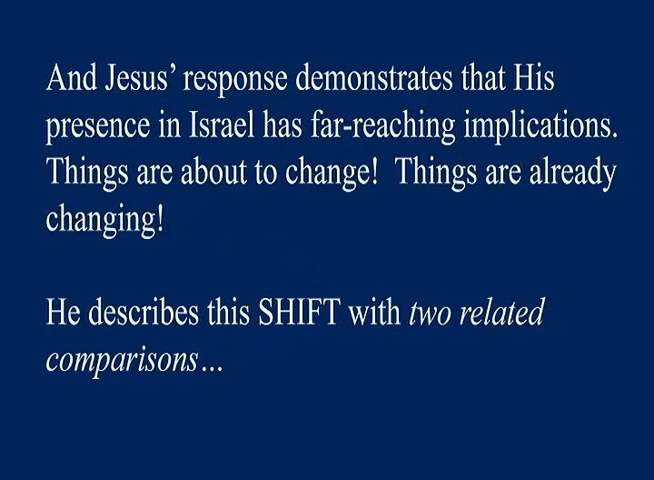 And Jesus’ response demonstrates that His
presence in Israel has far-reaching implications.
Things are about to change!  Things are already
changing!
He describes this SHIFT with two related
comparisons…